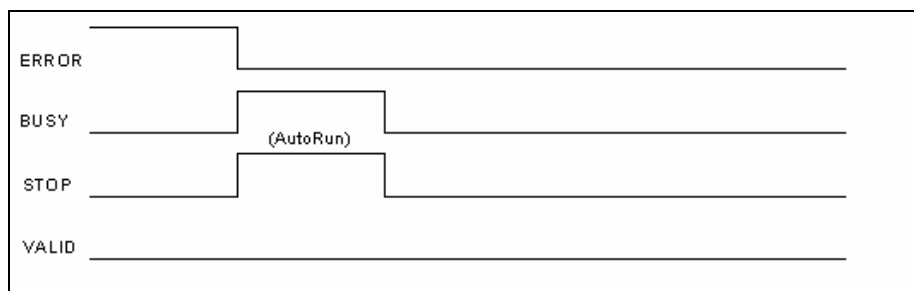 ERROR
BUSY
(AutoRun)
STOP
VALID